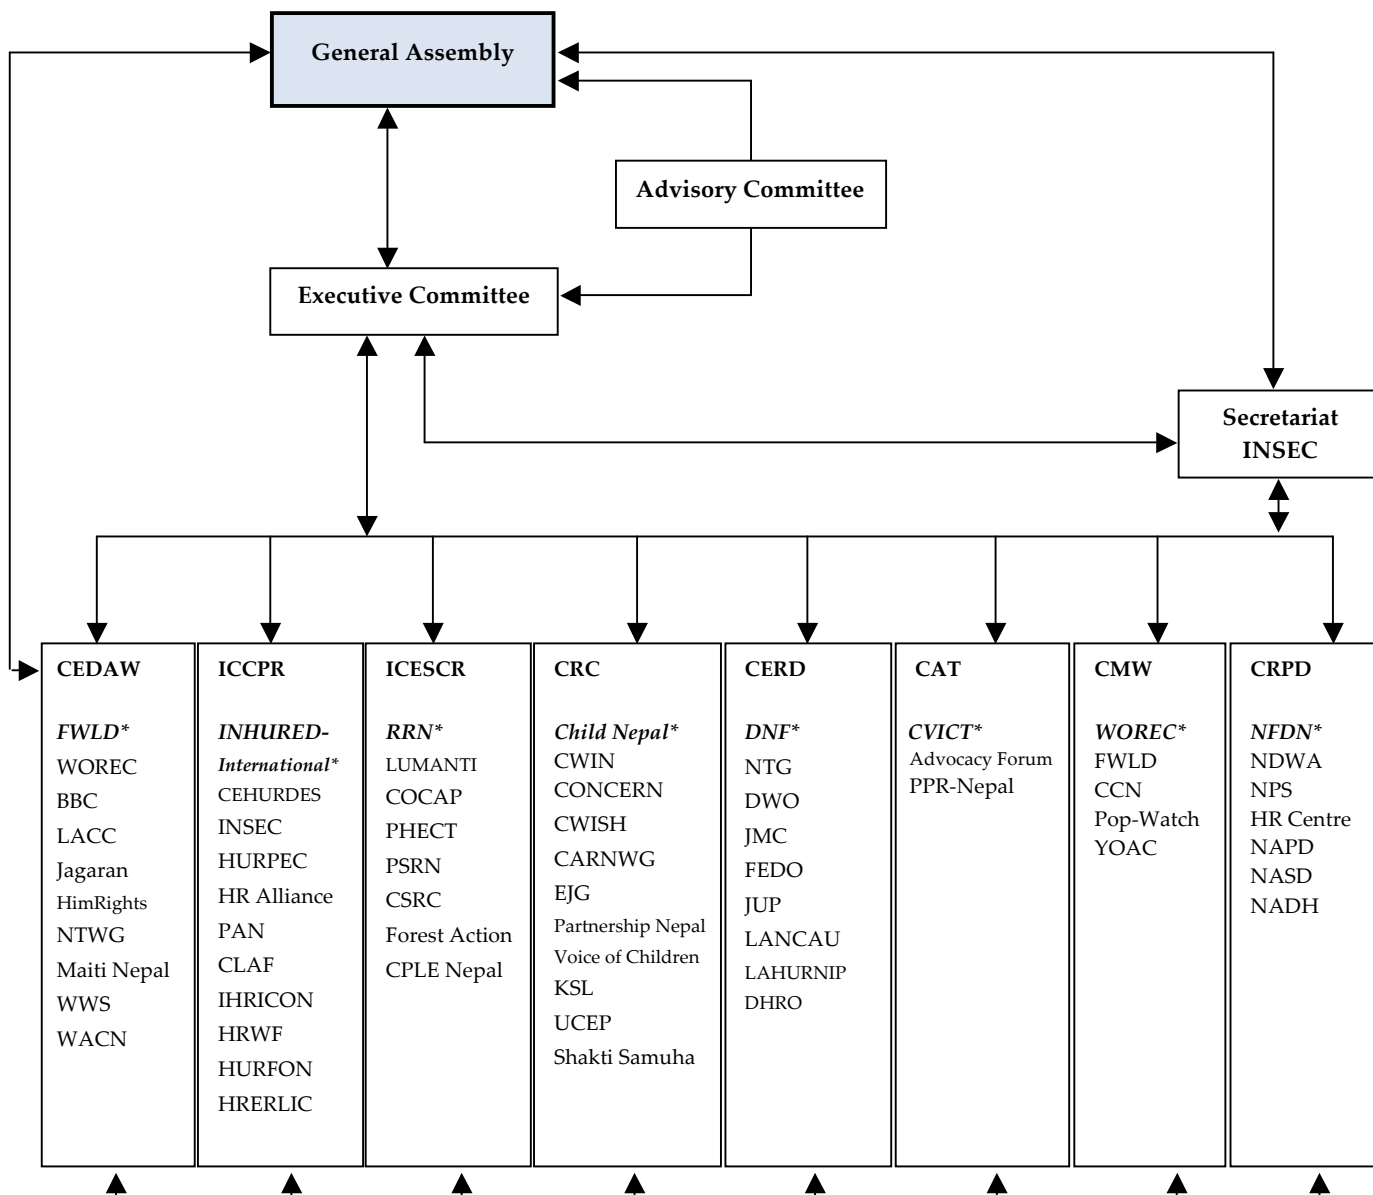 General Assembly
Advisory Committee
Executive Committee
Secretariat
INSEC
CEDAW
FWLD*
WOREC
BBC
LACC
Jagaran
HimRights
NTWG
Maiti Nepal
WWS
WACN
ICCPR
INHURED-
International*
CEHURDES
INSEC
HURPEC
HR Alliance
PAN
CLAF
IHRICON
HRWF
HURFON
HRERLIC
ICESCR
RRN*
LUMANTI
COCAP
PHECT
PSRN
CSRC
Forest Action
CPLE Nepal
CRC
Child Nepal*
CWIN
CONCERN
CWISH
CARNWG
EJG
Partnership Nepal
Voice of Children
KSL
UCEP
Shakti Samuha
CERD
DNF*
NTG
DWO
JMC
FEDO
JUP
LANCAU
LAHURNIP
DHRO
CAT
CVICT*
Advocacy Forum
PPR-Nepal
CMW
WOREC*
FWLD
CCN
Pop-Watch
YOAC
CRPD
NFDN*
NDWA
NPS
HR Centre
NAPD
NASD
NADH